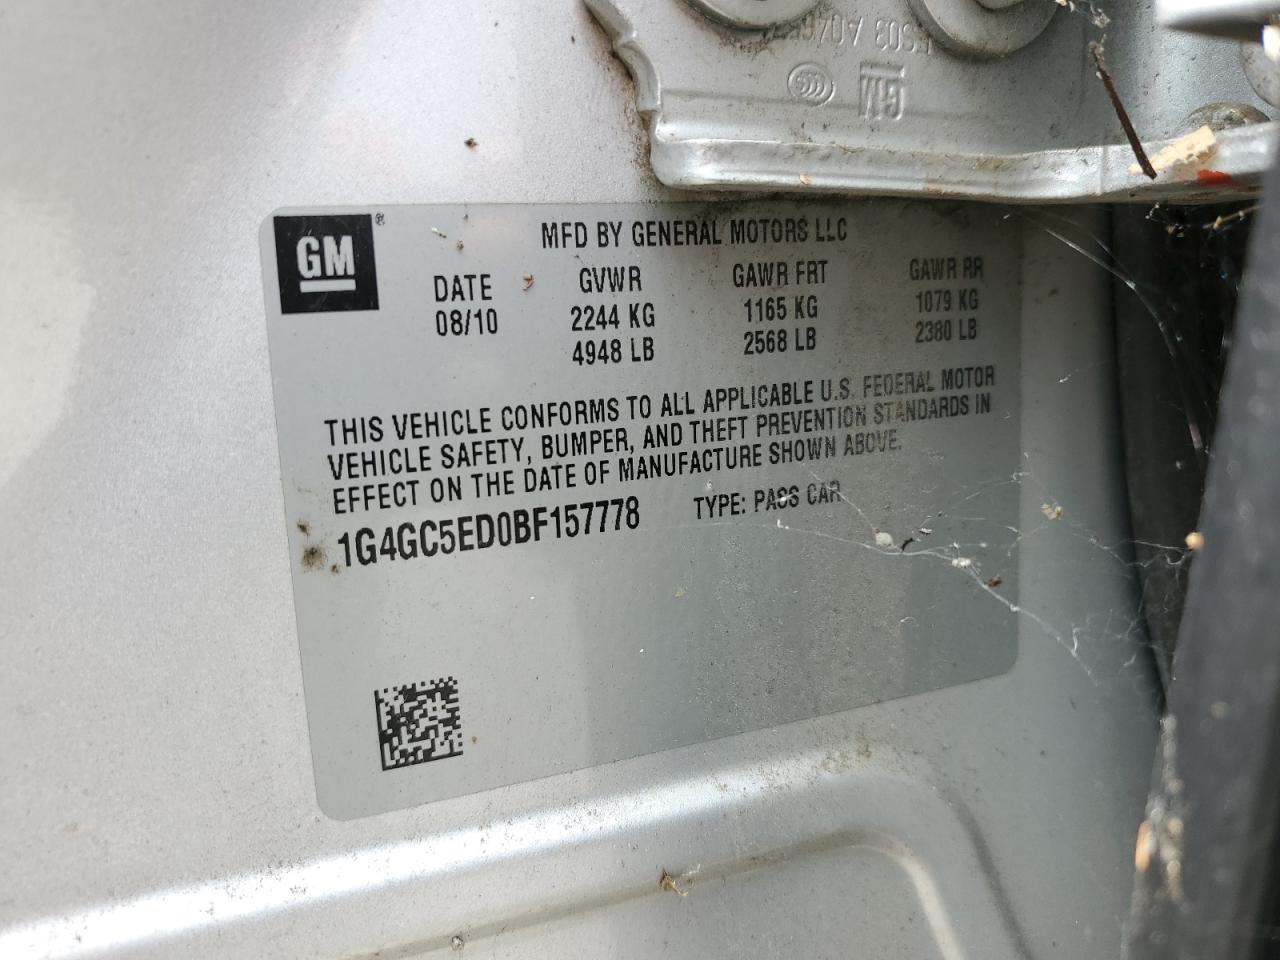 GM
GM ®
MFD BY GENERAL MOTORS LLC
DATE GVWR GAWR FRT GAWR RR
08/10 2244 KG 1165 KG 1079 KG
4948 LB 2568 LB 2380 LB
THIS VEHICLE CONFORMS TO ALL APPLICABLE U.S. FEDERAL MOTOR
VEHICLE SAFETY, BUMPER, AND THEFT PREVENTION STANDARDS IN
EFFECT ON THE DATE OF MANUFACTURE SHOWN ABOVE.
1G4GC5ED0BF157778 TYPE: PASS CAR